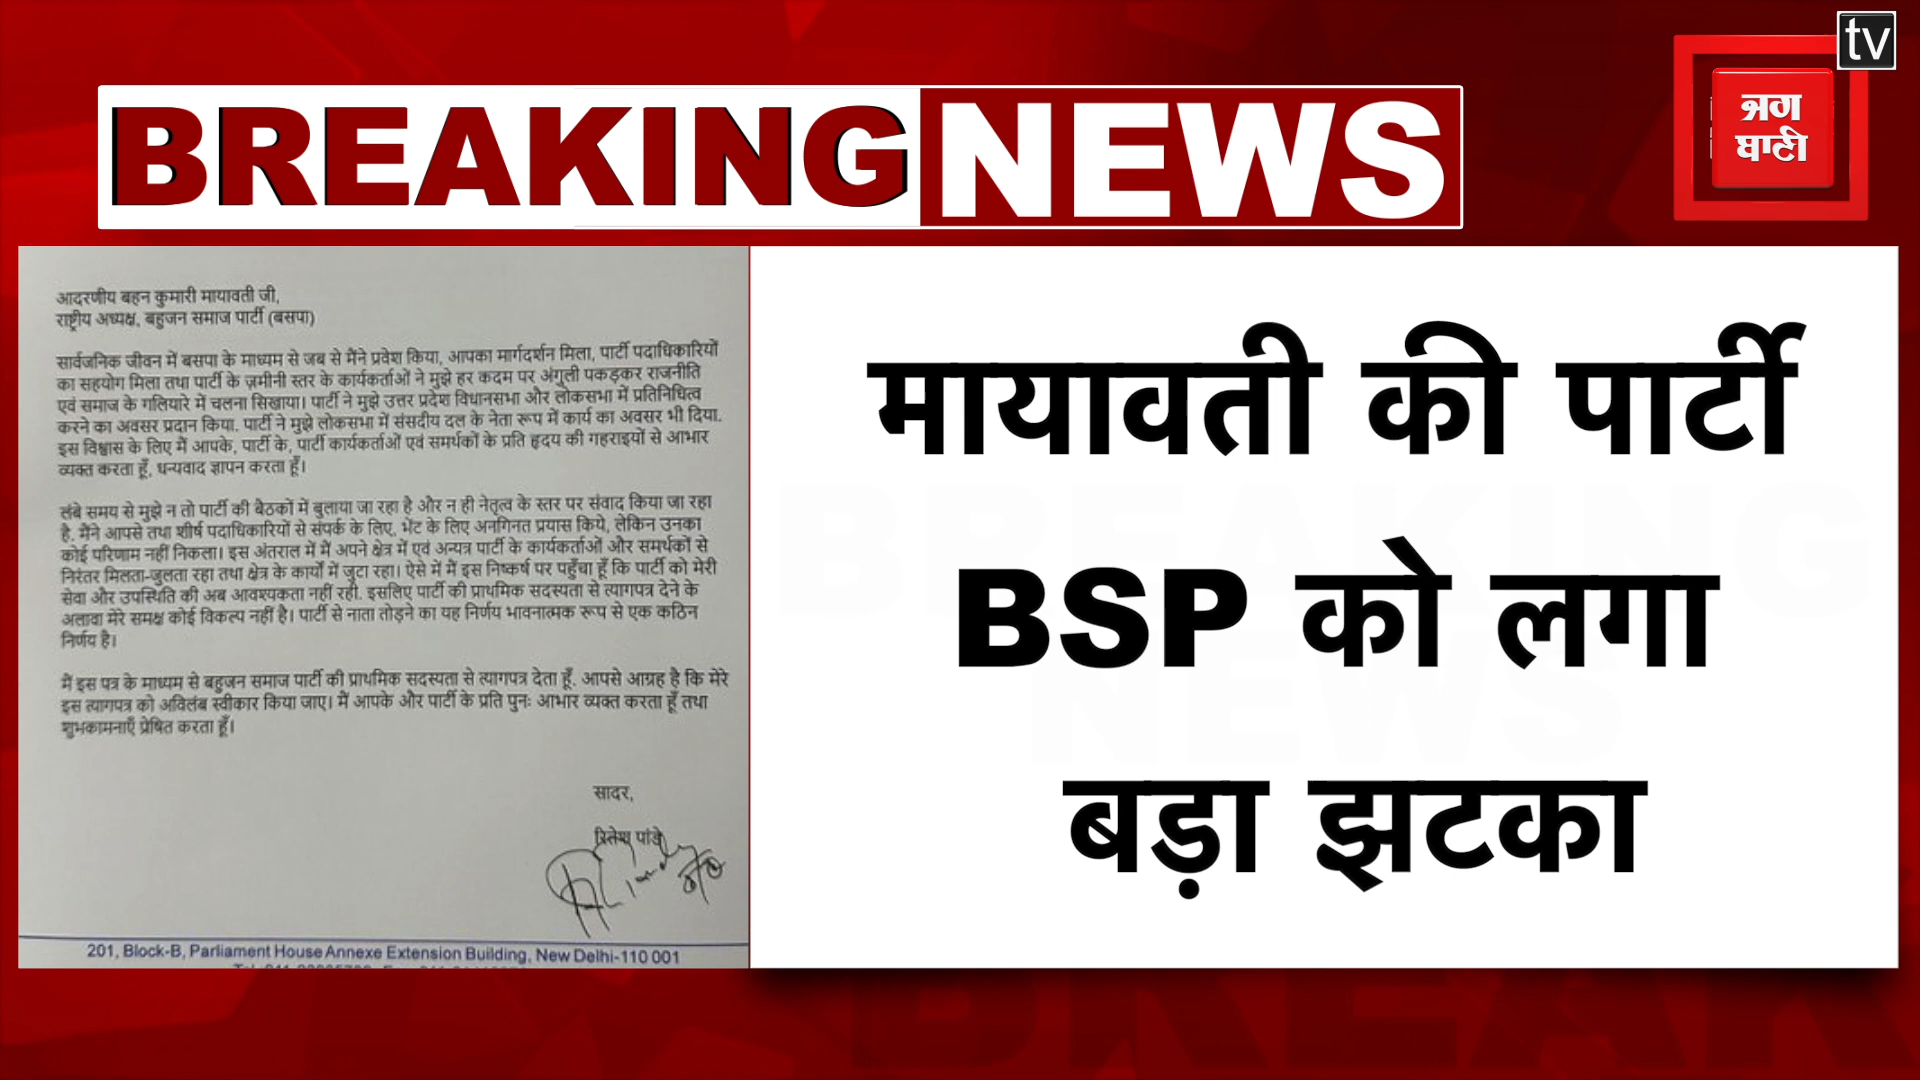 BREAKING NEWS
tv
जग
बाणी
आदरणीय बहन कुमारी मायावती जी,
राष्ट्रीय अध्यक्ष, बहुजन समाज पार्टी (बसपा)
सार्वजनिक जीवन में बसपा के माध्यम से जब से मैंने प्रवेश किया, आपका मार्गदर्शन मिला, पार्टी पदाधिकारियों
का सहयोग मिला तथा पार्टी के ज़मीनी स्तर के कार्यकर्ताओं ने मुझे हर कदम पर अंगुली पकड़कर राजनीति
एवं समाज के गलियारे में चलना सिखाया। पार्टी ने मुझे उत्तर प्रदेश विधानसभा और लोकसभा में प्रतिनिधित्व
करने का अवसर प्रदान किया. पार्टी ने मुझे लोकसभा में संसदीय दल के नेता रूप में कार्य का अवसर भी दिया.
इस विश्वास के लिए मैं आपके, पार्टी के, पार्टी कार्यकर्ताओं एवं समर्थकों के प्रति हृदय की गहराइयों से आभार
व्यक्त करता हूँ, धन्यवाद ज्ञापन करता हूँ।
लंबे समय से मुझे न तो पार्टी की बैठकों में बुलाया जा रहा है और न ही नेतृत्व के स्तर पर संवाद किया जा रहा
है. मैंने आपसे तथा शीर्ष पदाधिकारियों से संपर्क के लिए, भेंट के लिए अनगिनत प्रयास किये, लेकिन उनका
कोई परिणाम नहीं निकला। इस अंतराल में मैं अपने क्षेत्र में एवं अन्यत्र पार्टी के कार्यकर्ताओं और समर्थकों से
निरंतर मिलता-जुलता रहा तथा क्षेत्र के कार्यों में जुटा रहा। ऐसे में मैं इस निष्कर्ष पर पहुँचा हूँ कि पार्टी को मेरी
सेवा और उपस्थिति की अब आवश्यकता नहीं रही. इसलिए पार्टी की प्राथमिक सदस्यता से त्यागपत्र देने के
अलावा मेरे समक्ष कोई विकल्प नहीं है। पार्टी से नाता तोड़ने का यह निर्णय भावनात्मक रूप से एक कठिन
निर्णय है।
मैं इस पत्र के माध्यम से बहुजन समाज पार्टी की प्राथमिक सदस्यता से त्यागपत्र देता हूँ. आपसे आग्रह है कि मेरे
इस त्यागपत्र को अविलंब स्वीकार किया जाए। मैं आपके और पार्टी के प्रति पुनः आभार व्यक्त करता हूँ तथा
शुभकामनाएँ प्रेषित करता हूँ।
सादर,
रितेश पांडे
201, Block-B, Parliament House Annexe Extension Building, New Delhi-110 001
मायावती की पार्टी
BSP को लगा
बड़ा झटका